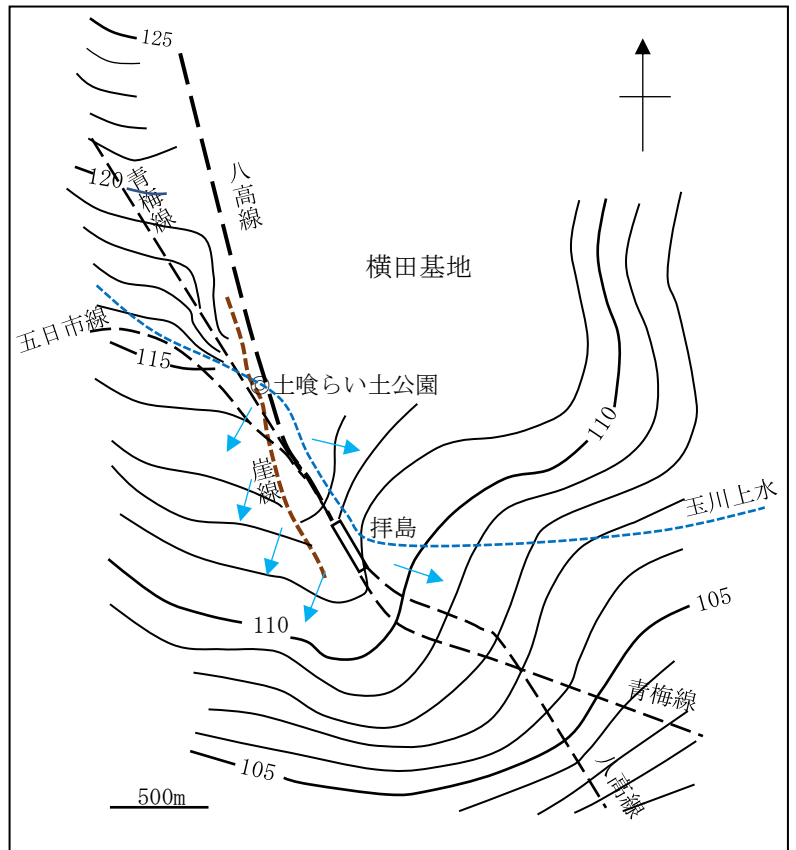 125
120
青梅線
八高線
横田基地
五日市線
115
◎土喰らい土公園
110
崖線
拝島
玉川上水
110
105
青梅線
105
八高線
500m